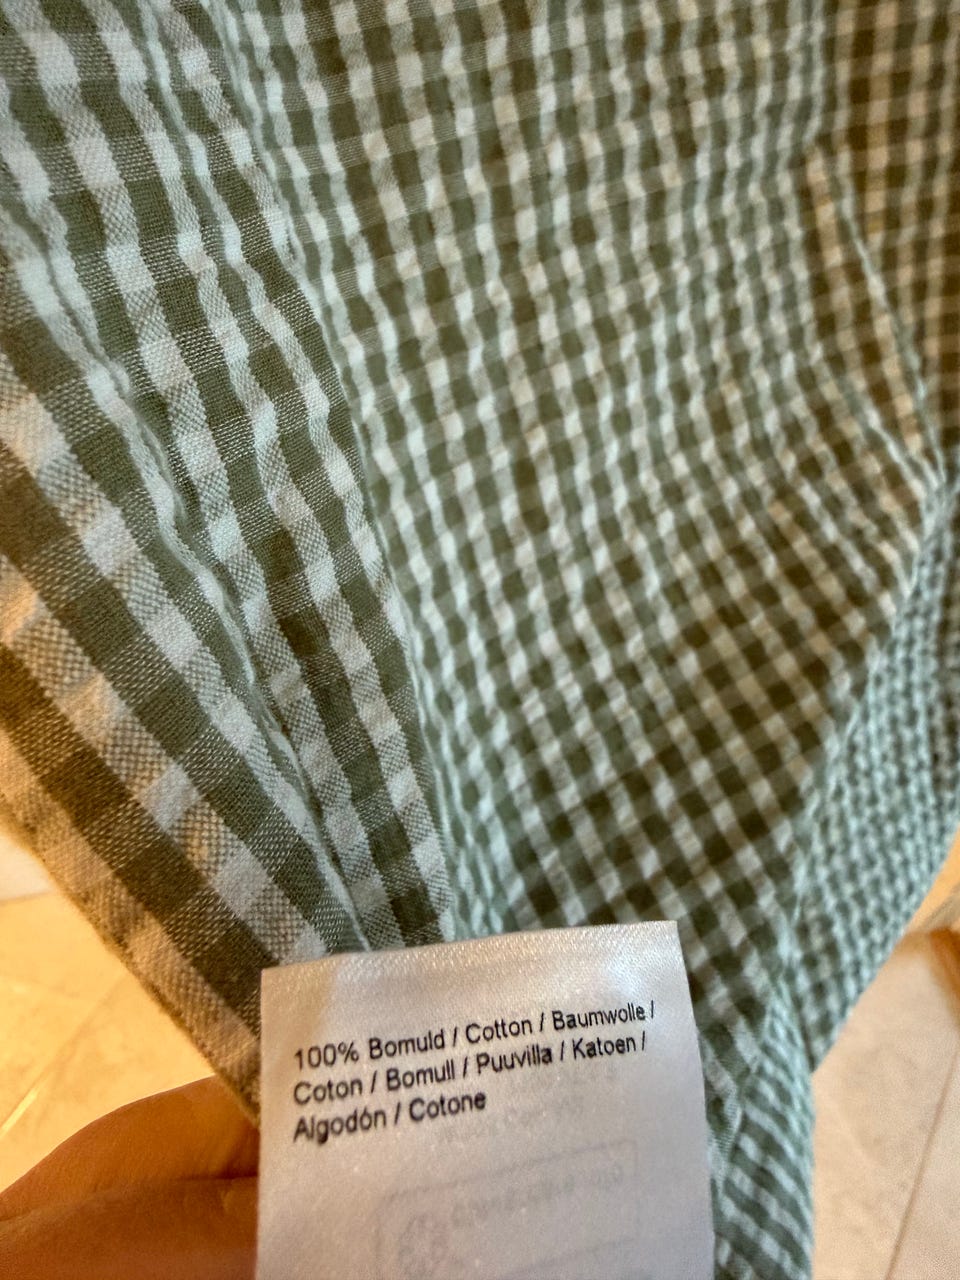 100% Bomuld / Cotton / Baumwolle /
Coton / Bomull / Puuvilla / Katoen /
Algodón / Cotone